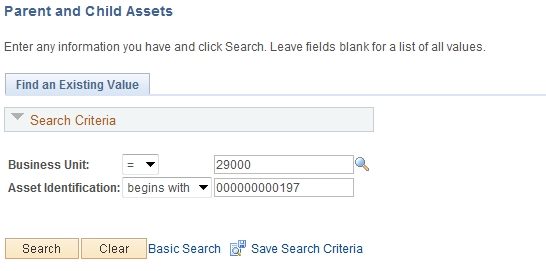 Parent and Child Assets
Enter any information you have and click Search. Leave fields blank for a list of all values.
Find an Existing Value
Search Criteria
Business Unit: = 29000
Asset Identification: begins with 000000000197
Search Clear Basic Search Save Search Criteria